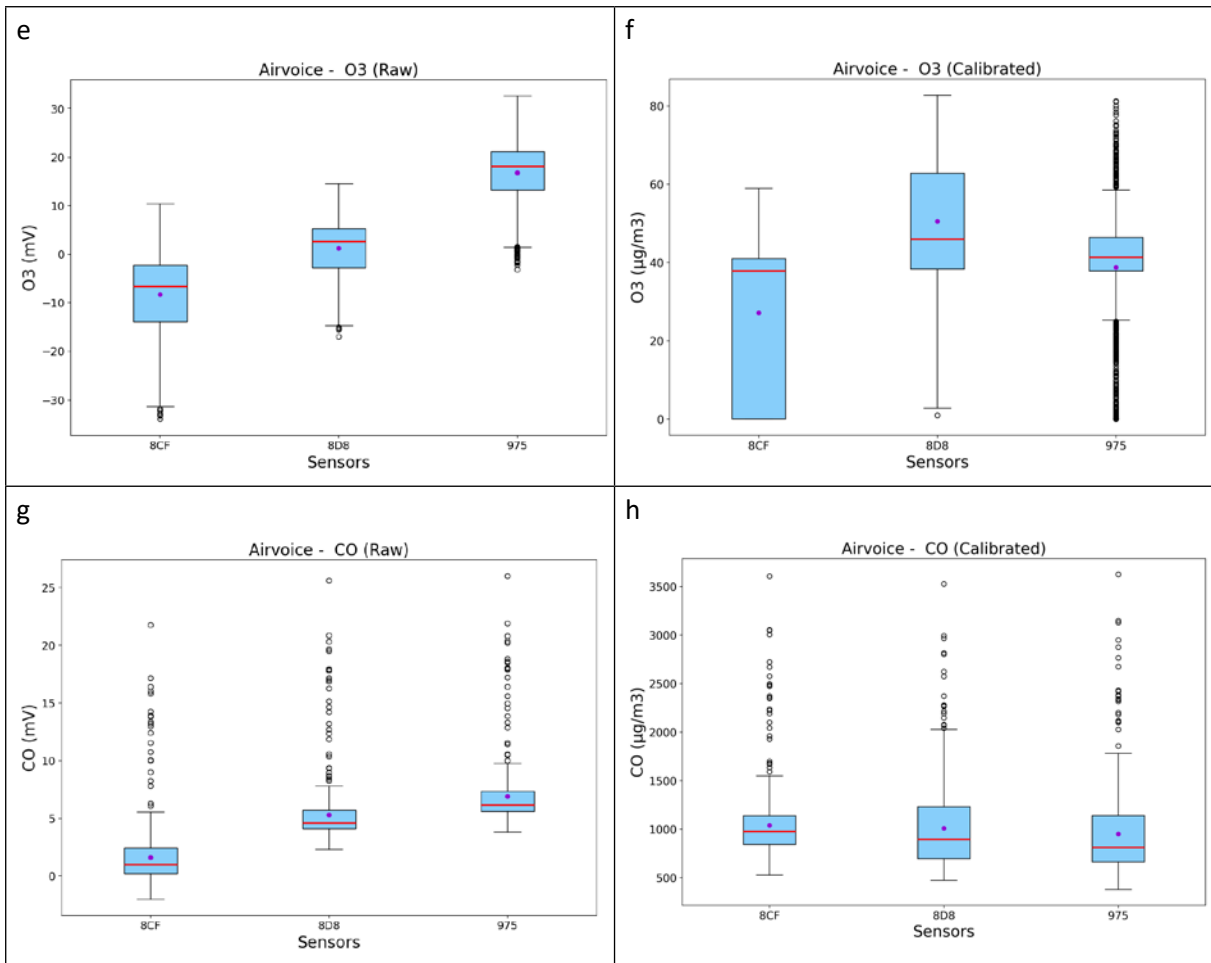 e
Airvoice -  O3 (Raw)
30
20
10
0
−10
−20
−30
O3 (mV)
8CF 8D8 975
Sensors
f
Airvoice -  O3 (Calibrated)
80
60
40
20
0
O3 (µg/m3)
8CF 8D8 975
Sensors
g
Airvoice -  CO (Raw)
25
20
15
10
5
0
CO (mV)
8CF 8D8 975
Sensors
h
Airvoice -  CO (Calibrated)
3500
3000
2500
2000
1500
1000
500
CO (µg/m3)
8CF 8D8 975
Sensors